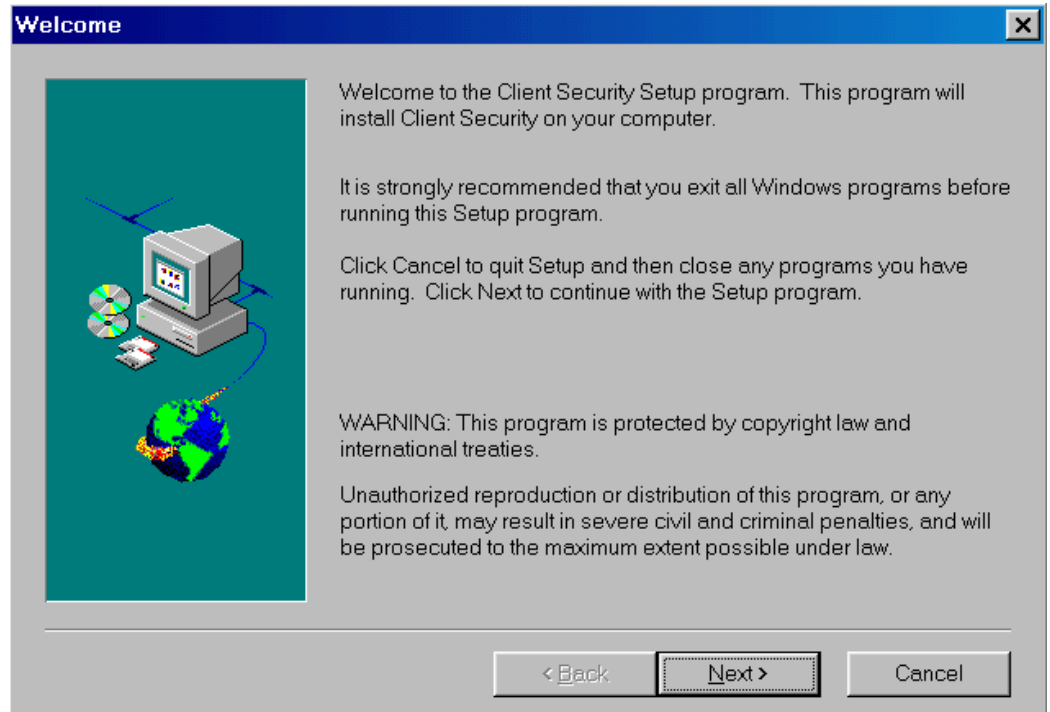 Welcome
Welcome to the Client Security Setup program.  This program will
install Client Security on your computer.
It is strongly recommended that you exit all Windows programs before
running this Setup program.
Click Cancel to quit Setup and then close any programs you have
running.  Click Next to continue with the Setup program.
WARNING: This program is protected by copyright law and
international treaties.
Unauthorized reproduction or distribution of this program, or any
portion of it, may result in severe civil and criminal penalties, and will
be prosecuted to the maximum extent possible under law.
< Back
Next >
Cancel